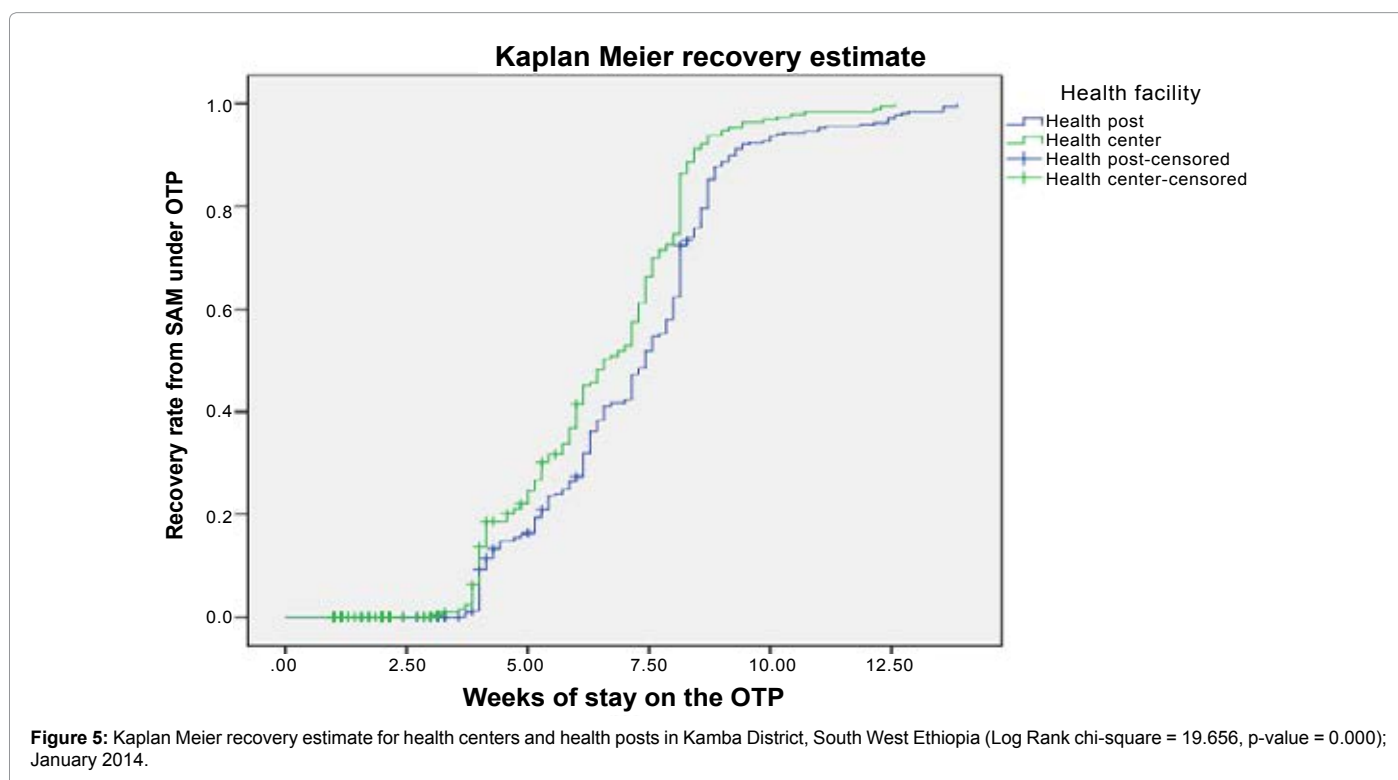 Kaplan Meier recovery estimate
Health facility
Health post
Health center
Health post-censored
Health center-censored
Recovery rate from SAM under OTP
1.0
0.8
0.6
0.4
0.2
0.0
.00 2.50 5.00 7.50 10.00 12.50
Weeks of stay on the OTP
Figure 5: Kaplan Meier recovery estimate for health centers and health posts in Kamba District, South West Ethiopia (Log Rank chi-square = 19.656, p-value = 0.000);
January 2014.